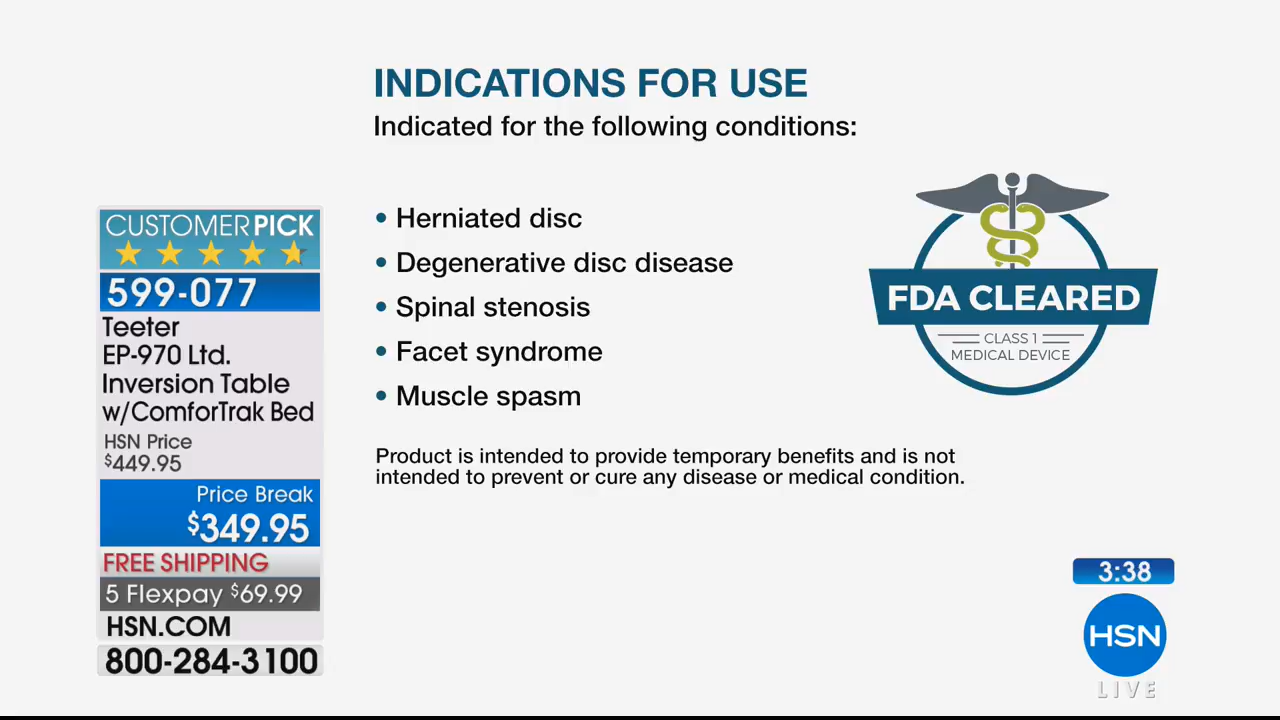 INDICATIONS FOR USE
Indicated for the following conditions:
• Herniated disc
• Degenerative disc disease
• Spinal stenosis
• Facet syndrome
• Muscle spasm
Product is intended to provide temporary benefits and is not
intended to prevent or cure any disease or medical condition.
FDA CLEARED
CLASS 1
MEDICAL DEVICE
CUSTOMER PICK
599-077
Teeter
EP-970 Ltd.
Inversion Table
w/ComforTrak Bed
HSN Price
$449.95
Price Break
$349.95
FREE SHIPPING
5 Flexpay $69.99
HSN.COM
800-284-3100
3:38
HSN
LIVE